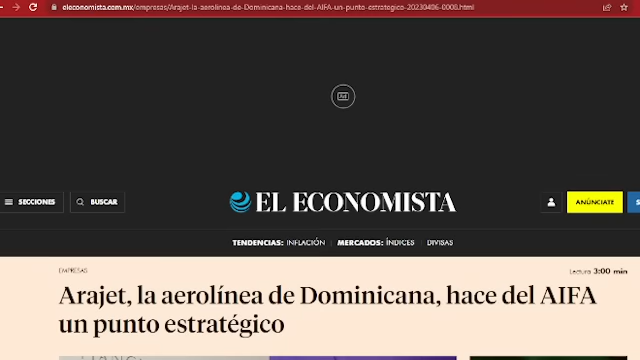 eleconomista.com.mx/empresas/Arajet-la-aerolinea-de-Dominicana-hace-del-AIFA-un-punto-estrategico-20230406-0008.html
Ad
SECCIONES BUSCAR EL ECONOMISTA ANÚNCIATE S
TENDENCIAS: INFLACIÓN | MERCADOS: ÍNDICES | DIVISAS
EMPRESAS Lectura 3:00 min
Arajet, la aerolínea de Dominicana, hace del AIFA
un punto estratégico